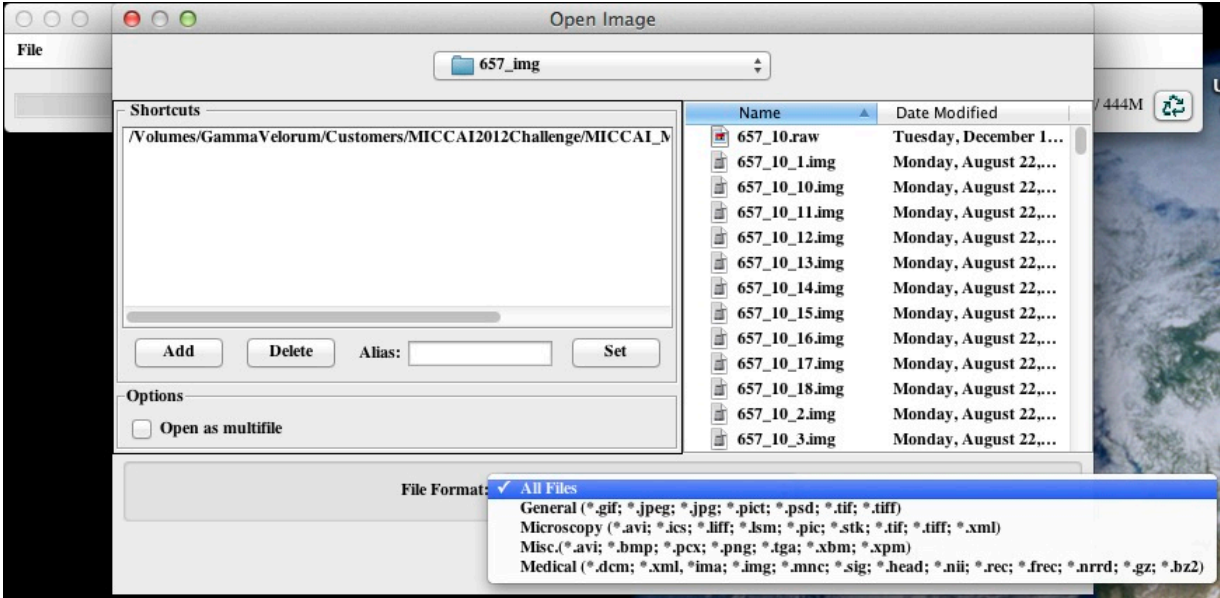 Open Image
File
657_img
/ 444M
Shortcuts
/Volumes/GammaVelorum/Customers/MICCAI2012Challenge/MICCAI_M
Add
Delete
Alias:
Set
Options
Open as multifile
Name Date Modified
657_10.raw Tuesday, December 1...
657_10_1.img Monday, August 22,...
657_10_10.img Monday, August 22,...
657_10_11.img Monday, August 22,...
657_10_12.img Monday, August 22,...
657_10_13.img Monday, August 22,...
657_10_14.img Monday, August 22,...
657_10_15.img Monday, August 22,...
657_10_16.img Monday, August 22,...
657_10_17.img Monday, August 22,...
657_10_18.img Monday, August 22,...
657_10_2.img Monday, August 22,...
657_10_3.img Monday, August 22,...
File Format:
All Files
General (*.gif; *.jpeg; *.jpg; *.pict; *.psd; *.tif; *.tiff)
Microscopy (*.avi; *.ics; *.liff; *.lsm; *.pic; *.stk; *.tif; *.tiff; *.xml)
Misc.(*.avi; *.bmp; *.pcx; *.png; *.tga; *.xbm; *.xpm)
Medical (*.dcm; *.xml, *ima; *.img; *.mnc; *.sig; *.head; *.nii; *.rec; *.frec; *.nrrd; *.gz; *.bz2)